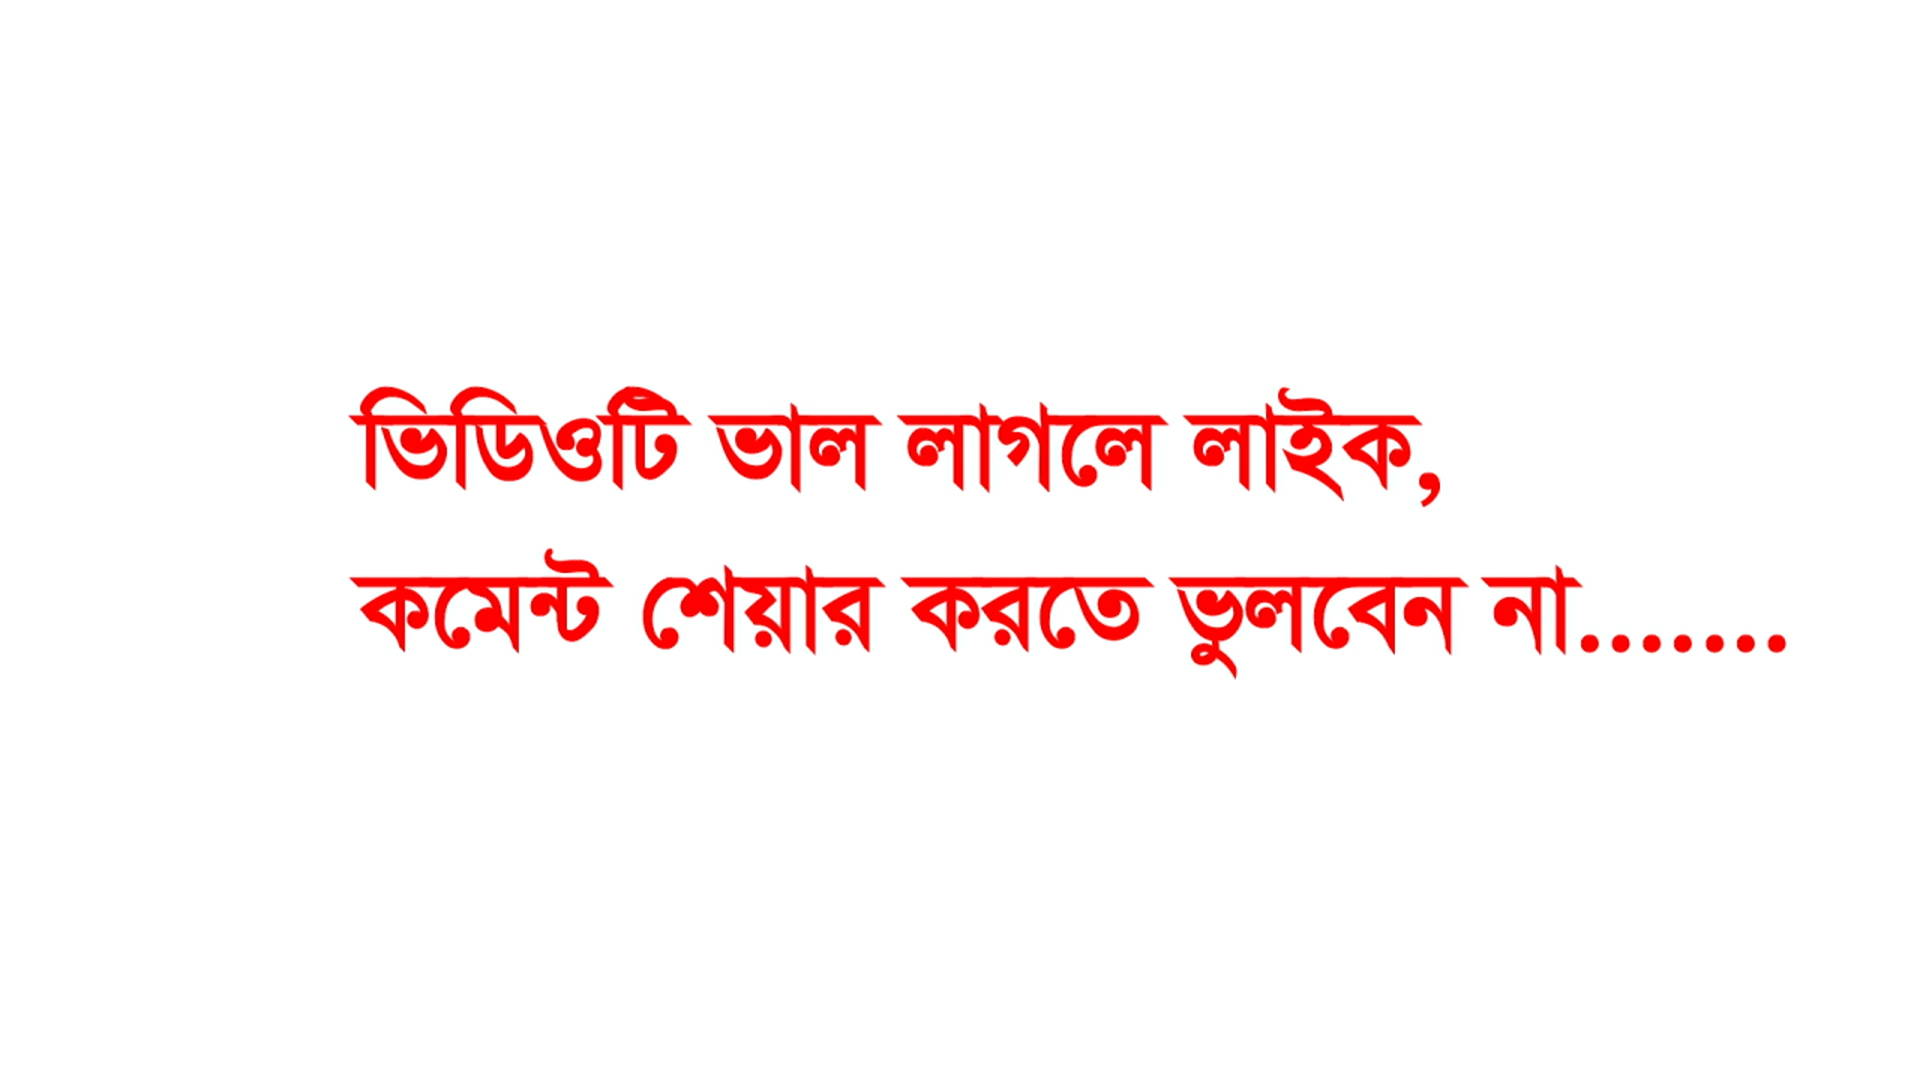 ভিডিওটি ভাল লাগলে লাইক,
কমেন্ট শেয়ার করতে ভুলবেন না.......